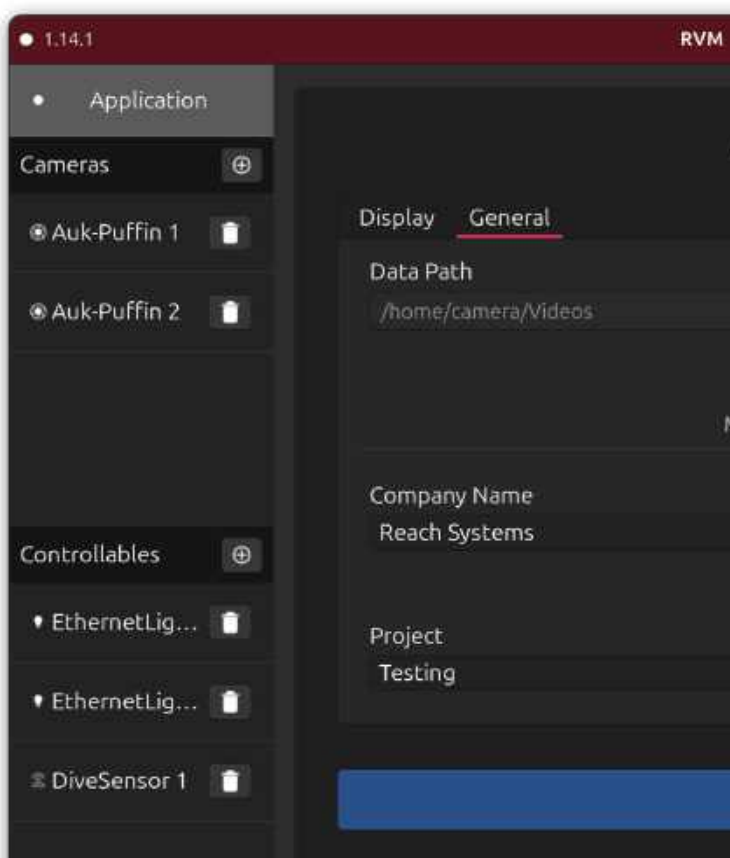 1.14.1
RVM
Application
Cameras
Auk-Puffin 1
Auk-Puffin 2
Controllables
EthernetLig...
EthernetLig...
DiveSensor 1
Display General
Data Path
/home/camera/Videos
Company Name
Reach Systems
Project
Testing